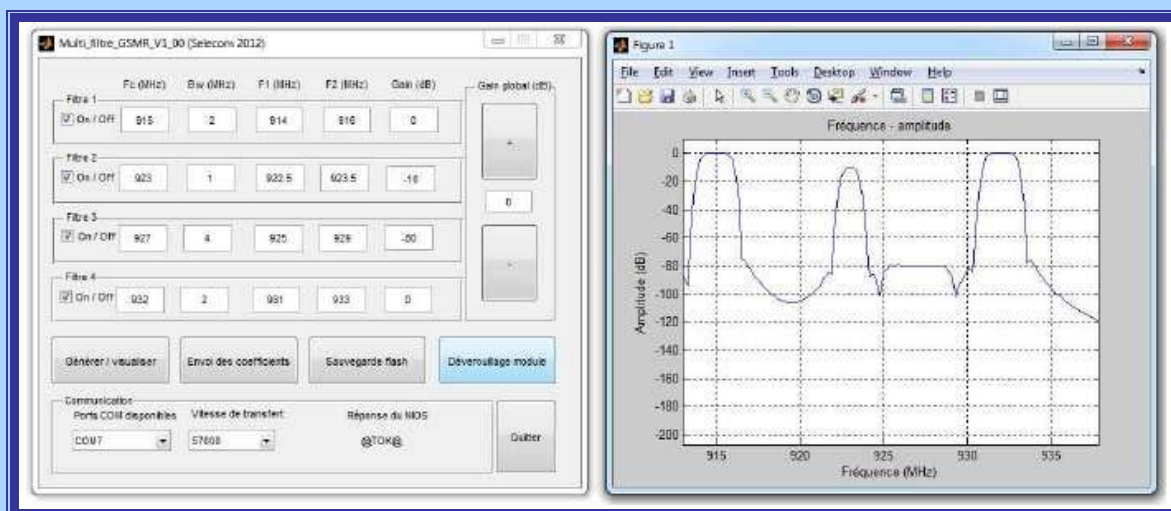 Multi_filtre_GSMR_V1_00 (Selecom 2012)
Fc (MHz) Bw (MHz) F1 (MHz) F2 (MHz) Gain (dB) Gain global (dB)
Filtre 1
On / Off 915 2 914 916 0
+
Filtre 2
On / Off 923 1 922.5 923.5 -10
0
Filtre 3
On / Off 927 4 925 929 -80
-
Filtre 4
On / Off 932 2 931 933 0
Générer / visualiser Envoi des coefficients Sauvegarde flash Déverouillage module
Communication
Ports COM disponibles Vitesse de transfert Réponse du NIOS
COM7 57600 @TOK@ Quitter
Figure 1
File Edit View Insert Tools Desktop Window Help
Fréquence - amplitude
Amplitude (dB)
0
-20
-40
-60
-80
-100
-120
-140
-160
-180
-200
915 920 925 930 935
Fréquence (MHz)